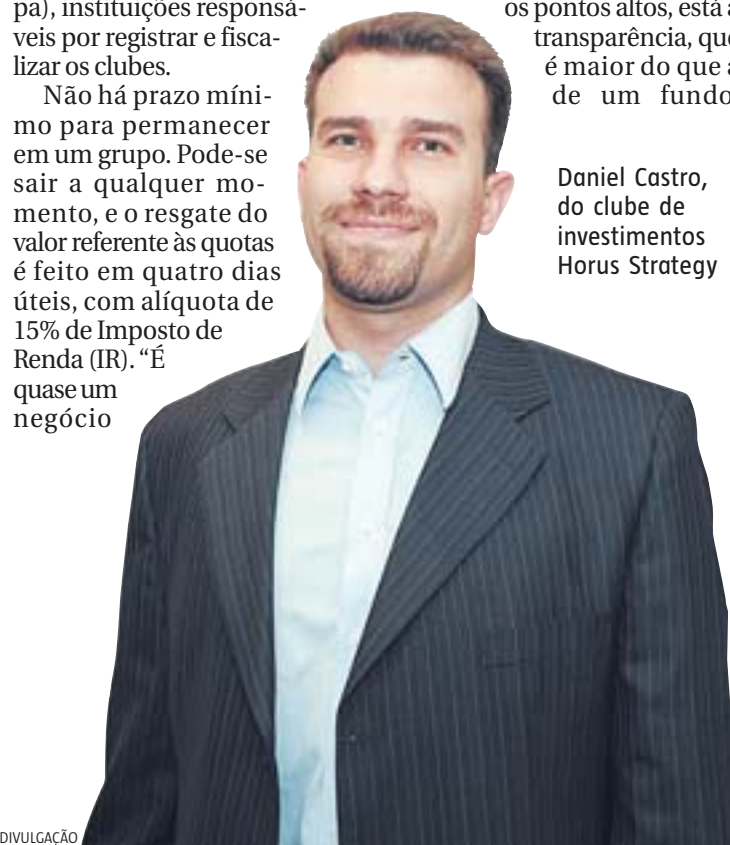 pa), instituições responsá-
veis por registrar e fisca-
lizar os clubes.
Não há prazo míni-
mo para permanecer
em um grupo. Pode-se
sair a qualquer mo-
mento, e o resgate do
valor referente às quotas
é feito em quatro dias
úteis, com alíquota de
15% de Imposto de
Renda (IR). “É
quase um
negócio
os pontos altos, está a
transparência, que
é maior do que a
de um fundo
Daniel Castro,
do clube de
investimentos
Horus Strategy
DIVULGAÇÃO